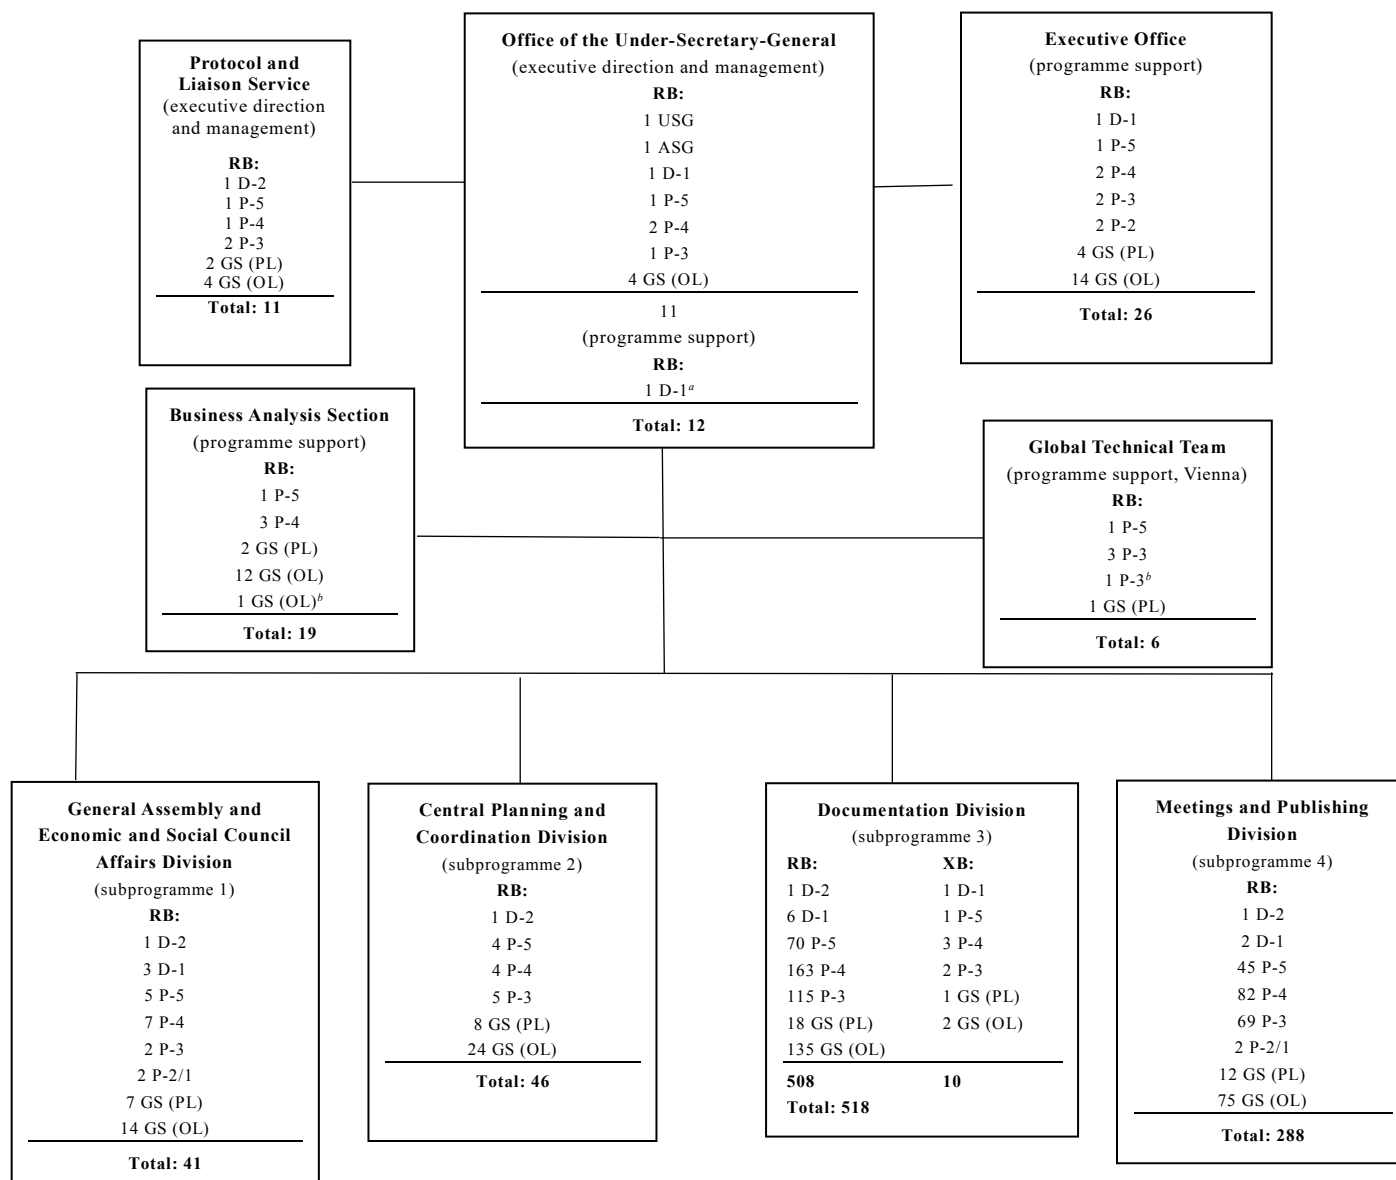 Protocol and
Liaison Service
(executive direction
and management)
RB:
1 D-2
1 P-5
1 P-4
2 P-3
2 GS (PL)
4 GS (OL)
Total: 11
Office of the Under-Secretary-General
(executive direction and management)
RB:
1 USG
1 ASG
1 D-1
1 P-5
2 P-4
1 P-3
4 GS (OL)
11
(programme support)
RB:
1 D-1a
Total: 12
Executive Office
(programme support)
RB:
1 D-1
1 P-5
2 P-4
2 P-3
2 P-2
4 GS (PL)
14 GS (OL)
Total: 26
Business Analysis Section
(programme support)
RB:
1 P-5
3 P-4
2 GS (PL)
12 GS (OL)
1 GS (OL)b
Total: 19
Global Technical Team
(programme support, Vienna)
RB:
1 P-5
3 P-3
1 P-3b
1 GS (PL)
Total: 6
General Assembly and
Economic and Social Council
Affairs Division
(subprogramme 1)
RB:
1 D-2
3 D-1
5 P-5
7 P-4
2 P-3
2 P-2/1
7 GS (PL)
14 GS (OL)
Total: 41
Central Planning and
Coordination Division
(subprogramme 2)
RB:
1 D-2
4 P-5
4 P-4
5 P-3
8 GS (PL)
24 GS (OL)
Total: 46
Documentation Division
(subprogramme 3)
RB: XB:
1 D-2 1 D-1
6 D-1 1 P-5
70 P-5 3 P-4
163 P-4 2 P-3
115 P-3 1 GS (PL)
18 GS (PL) 2 GS (OL)
135 GS (OL)
508 10
Total: 518
Meetings and Publishing
Division
(subprogramme 4)
RB:
1 D-2
2 D-1
45 P-5
82 P-4
69 P-3
2 P-2/1
12 GS (PL)
75 GS (OL)
Total: 288